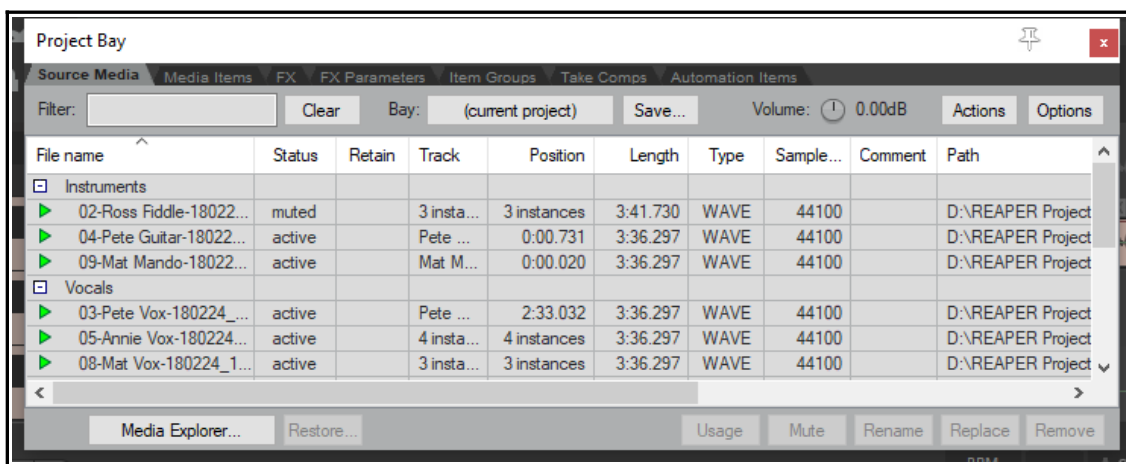 Project Bay
Source Media Media Items FX FX Parameters Item Groups Take Comps Automation Items
Filter: Clear Bay: (current project) Save... Volume: 0.00dB Actions Options
File name Status Retain Track Position Length Type Sample... Comment Path
Instruments
02-Ross Fiddle-18022... muted 3 insta... 3 instances 3:41.730 WAVE 44100 D:\REAPER Project
04-Pete Guitar-18022... active Pete ... 0:00.731 3:36.297 WAVE 44100 D:\REAPER Project
09-Mat Mando-18022... active Mat M... 0:00.020 3:36.297 WAVE 44100 D:\REAPER Project
Vocals
03-Pete Vox-180224_... active Pete ... 2:33.032 3:36.297 WAVE 44100 D:\REAPER Project
05-Annie Vox-180224... active 4 insta... 4 instances 3:36.297 WAVE 44100 D:\REAPER Project
08-Mat Vox-180224_1... active 3 insta... 3 instances 3:36.297 WAVE 44100 D:\REAPER Project
Media Explorer... Restore... Usage Mute Rename Replace Remove